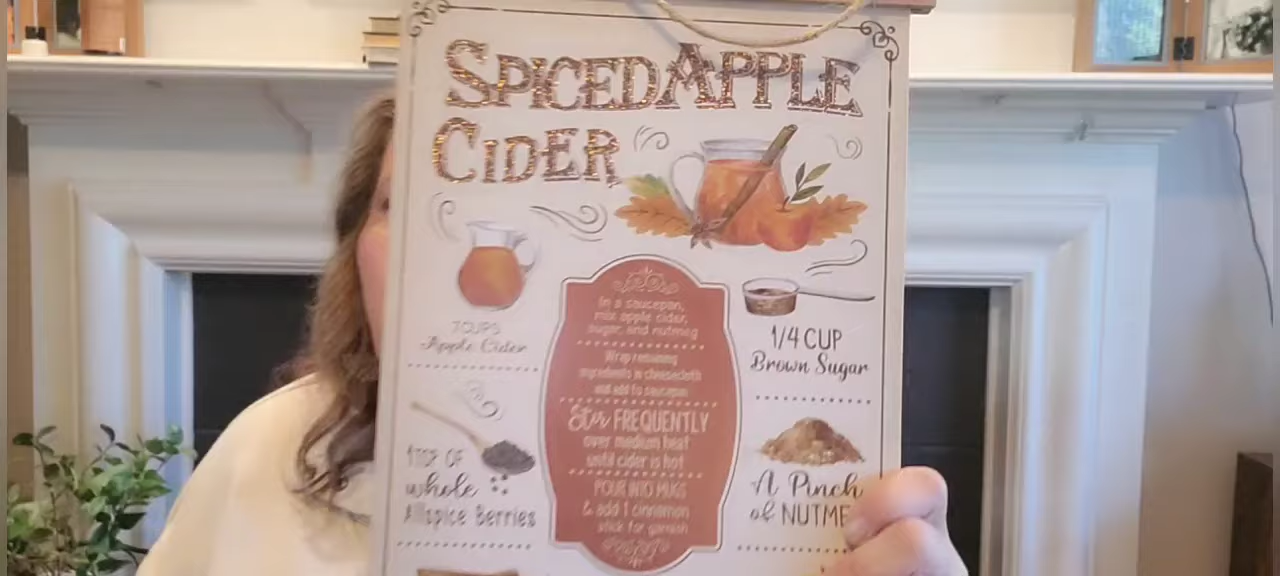 SPICED APPLE
CIDER
7 CUPS
Apple Cider
1 TSP OF
whole
Allspice Berries
In a saucepan,
mix apple cider,
sugar, and nutmeg
Wrap remaining
ingredients in cheesecloth
and add to saucepan
Stir FREQUENTLY
over medium heat
until cider is hot
POUR INTO MUGS
& add 1 cinnamon
stick for garnish
1/4 CUP
Brown Sugar
A Pinch
of NUTME